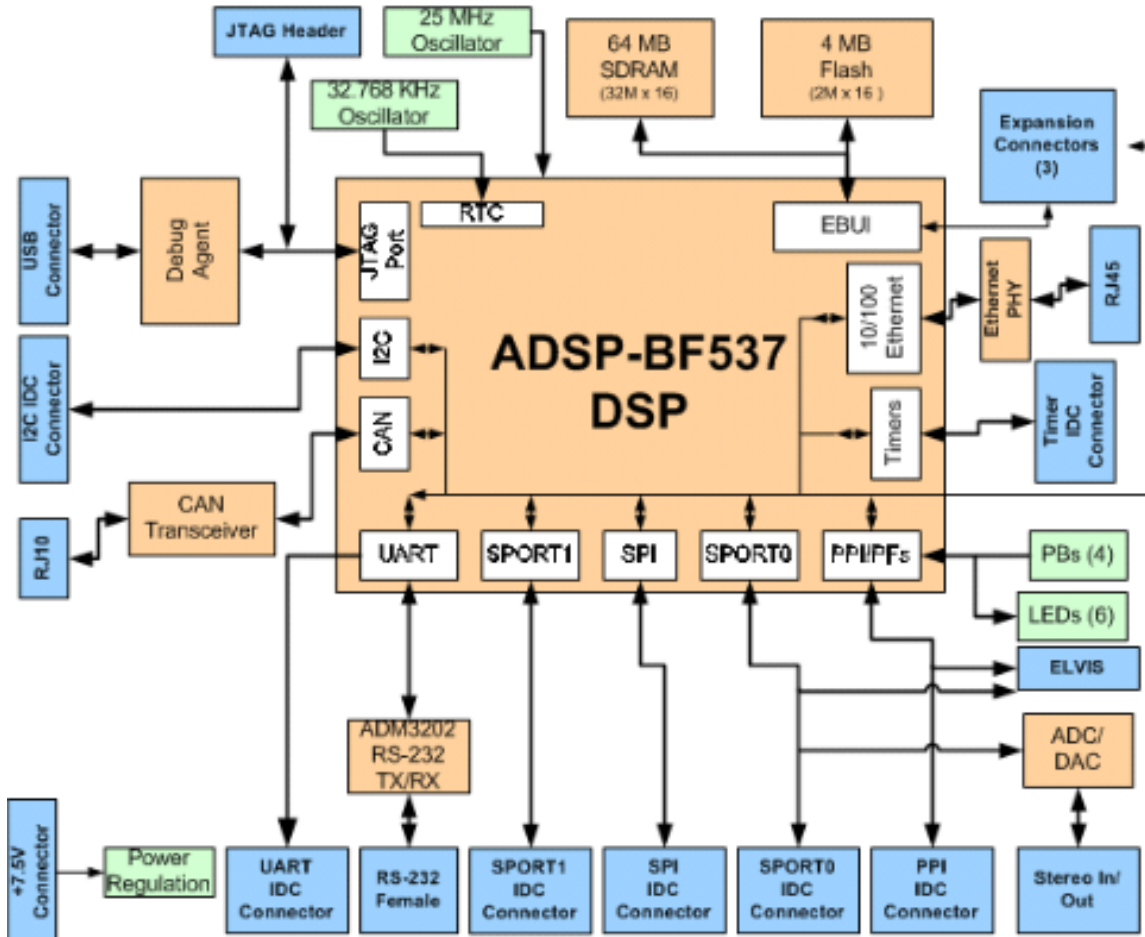 JTAG Header
25 MHz
Oscillator
64 MB
SDRAM
(32M x 16)
4 MB
Flash
(2M x 16 )
32.768 KHz
Oscillator
Expansion
Connectors
(3)
USB
Connector
Debug
Agent
JTAG
Port
RTC
EBUI
10/100
Ethernet
Ethernet
PHY
RJ45
I2C IDC
Connector
I2C
ADSP-BF537
DSP
CAN
Timers
Timer
IDC
Connector
CAN
Transceiver
RJ10
UART
SPORT1
SPI
SPORT0
PPI/PFs
PBs (4)
LEDs (6)
ELVIS
ADM3202
RS-232
TX/RX
ADC/
DAC
+7.5V
Connector
Power
Regulation
UART
IDC
Connector
RS-232
Female
SPORT1
IDC
Connector
SPI
IDC
Connector
SPORT0
IDC
Connector
PPI
IDC
Connector
Stereo In/
Out